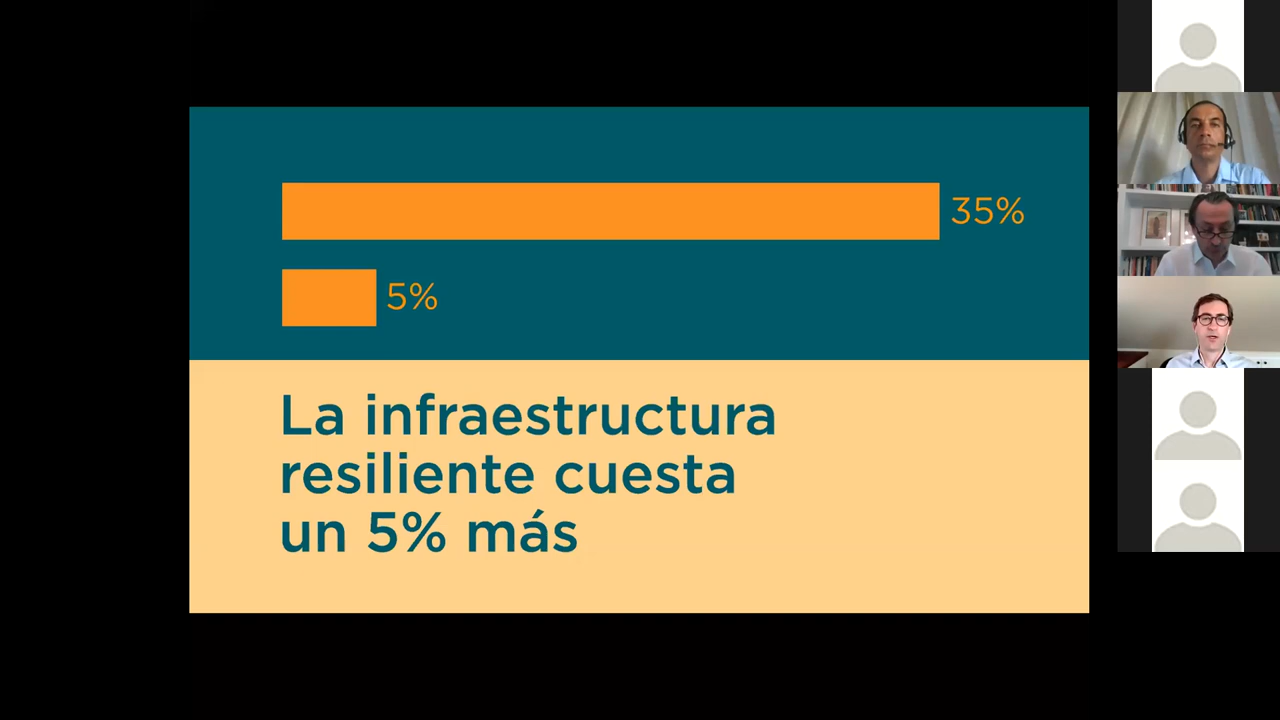 35%
5%
La infraestructura
resiliente cuesta
un 5% más